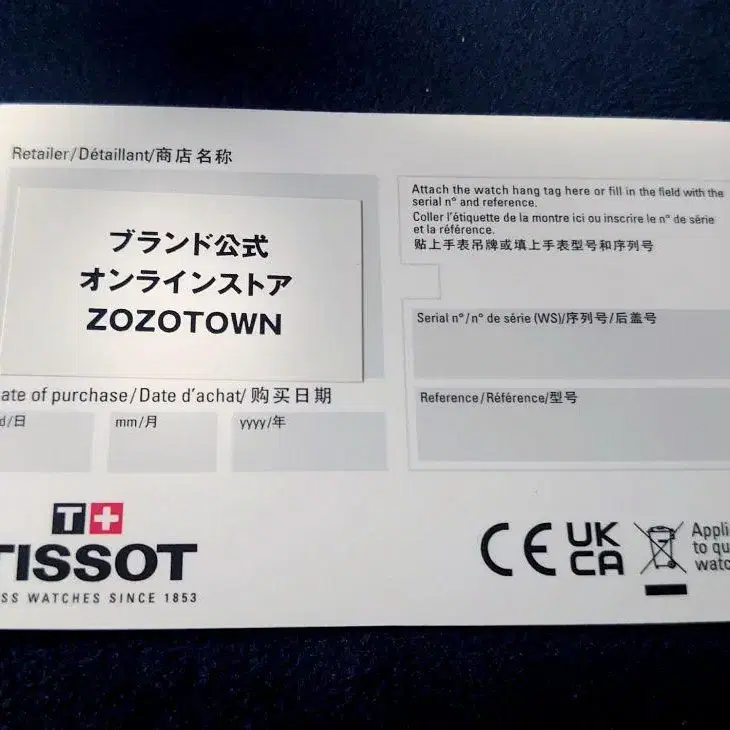 Retailer/Détaillant/商店名称
ブランド公式
オンラインストア
ZOZOTOWN
ate of purchase/Date d'achat/购买日期
d/日
mm/月
yyyy/年
Attach the watch hang tag here or fill in the field with the
serial n° and reference.
Coller l'étiquette de la montre ici ou inscrire le n° de série
et la référence.
贴上手表吊牌或填上手表型号和序列号
Serial n°/n° de série (WS)/序列号/后盖号
Reference/Référence/型号
T+
TISSOT
SS WATCHES SINCE 1853
CE
UK
CA
Appli
to qu
watc